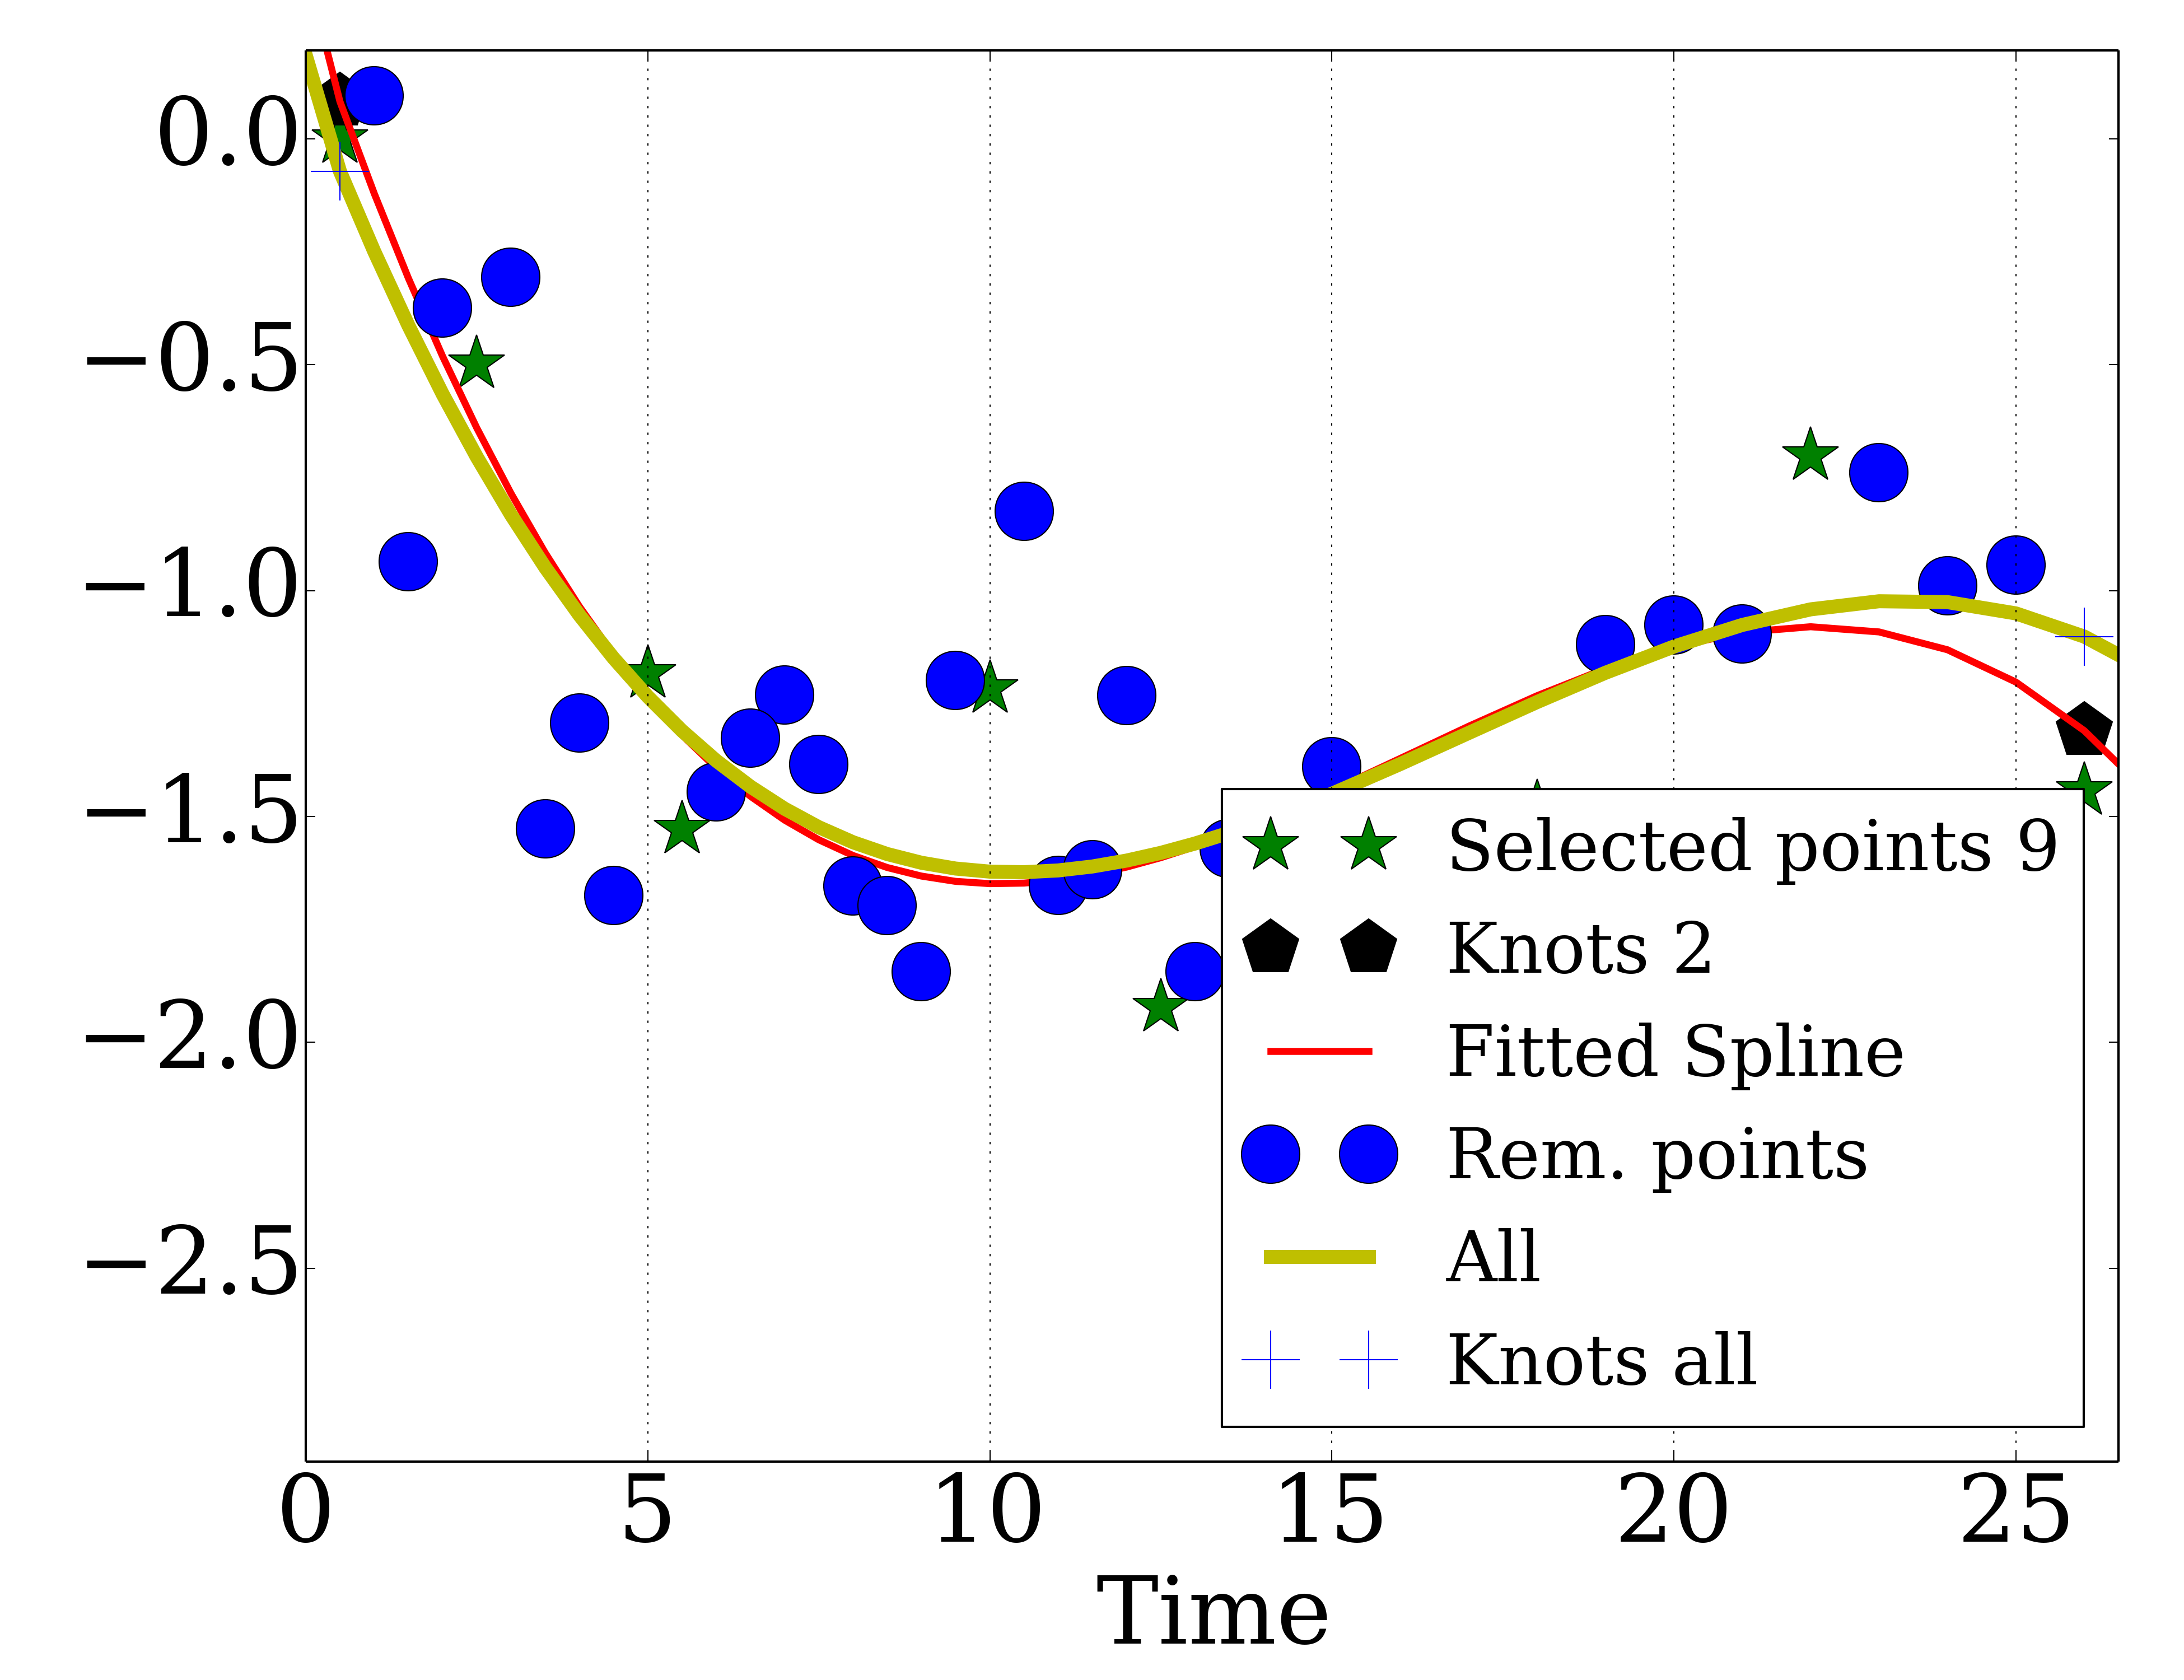 0.0
−0.5
−1.0
−1.5
−2.0
−2.5
Selected points 9
Knots 2
Fitted Spline
Rem. points
All
Knots all
0 5 10 15 20 25
Time